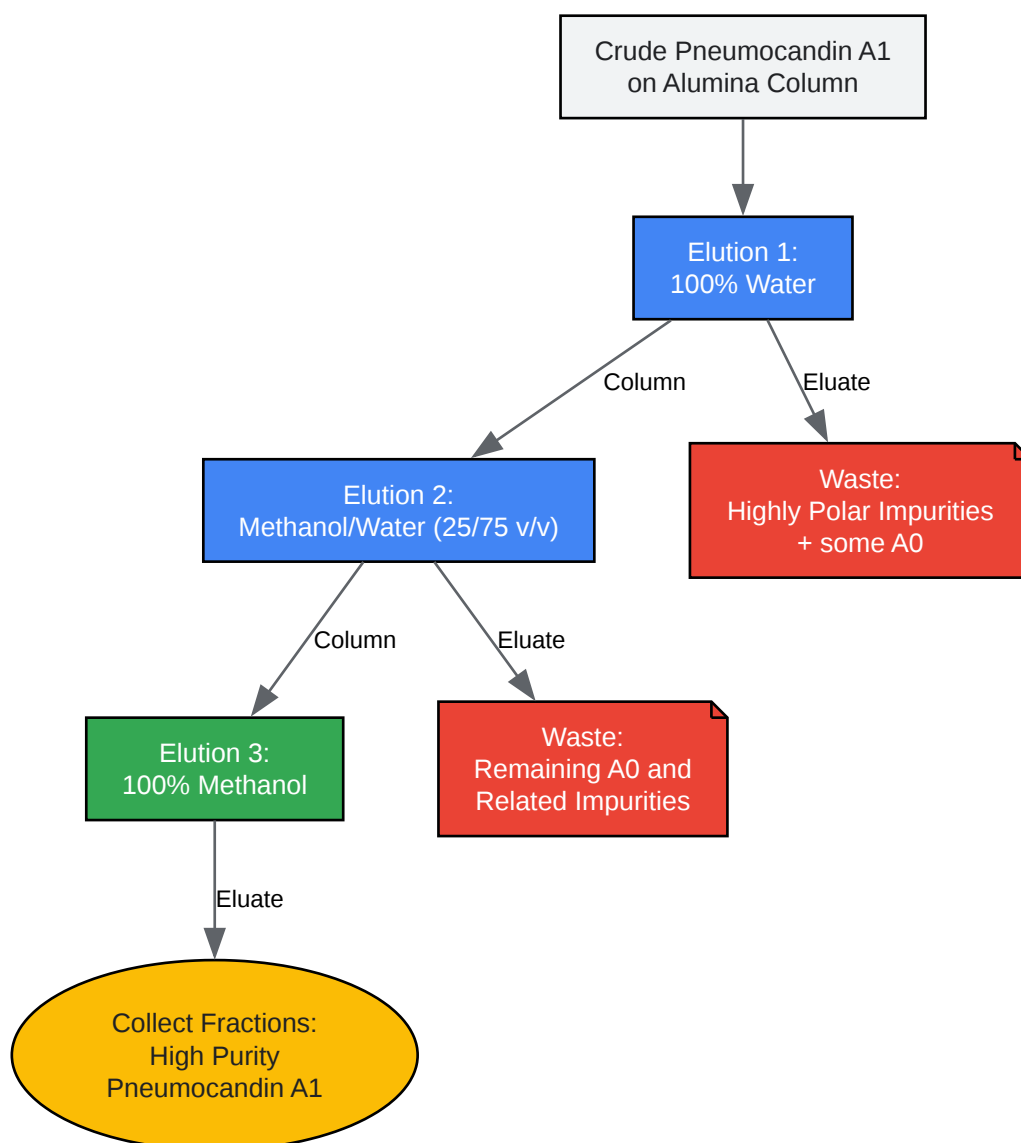 Crude Pneumocandin A1
on Alumina Column
Elution 1:
100% Water
Column
Eluate
Elution 2:
Methanol/Water (25/75 v/v)
Waste:
Highly Polar Impurities
+ some A0
Column
Eluate
Elution 3:
100% Methanol
Waste:
Remaining A0 and
Related Impurities
Eluate
Collect Fractions:
High Purity
Pneumocandin A1